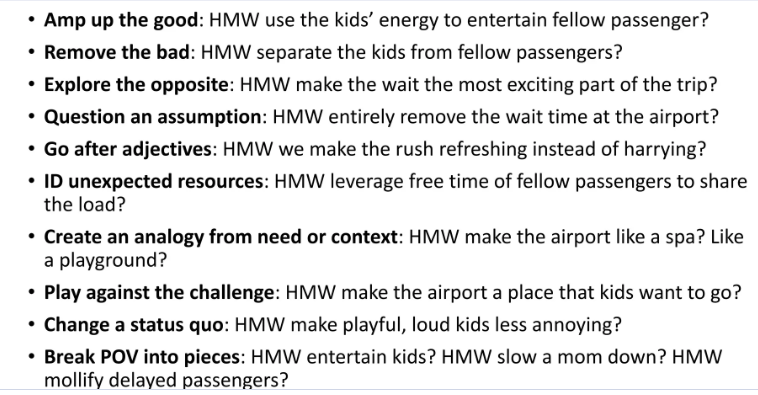 • Amp up the good: HMW use the kids’ energy to entertain fellow passenger?
• Remove the bad: HMW separate the kids from fellow passengers?
• Explore the opposite: HMW make the wait the most exciting part of the trip?
• Question an assumption: HMW entirely remove the wait time at the airport?
• Go after adjectives: HMW we make the rush refreshing instead of harrying?
• ID unexpected resources: HMW leverage free time of fellow passengers to share
the load?
• Create an analogy from need or context: HMW make the airport like a spa? Like
a playground?
• Play against the challenge: HMW make the airport a place that kids want to go?
• Change a status quo: HMW make playful, loud kids less annoying?
• Break POV into pieces: HMW entertain kids? HMW slow a mom down? HMW
mollify delayed passengers?